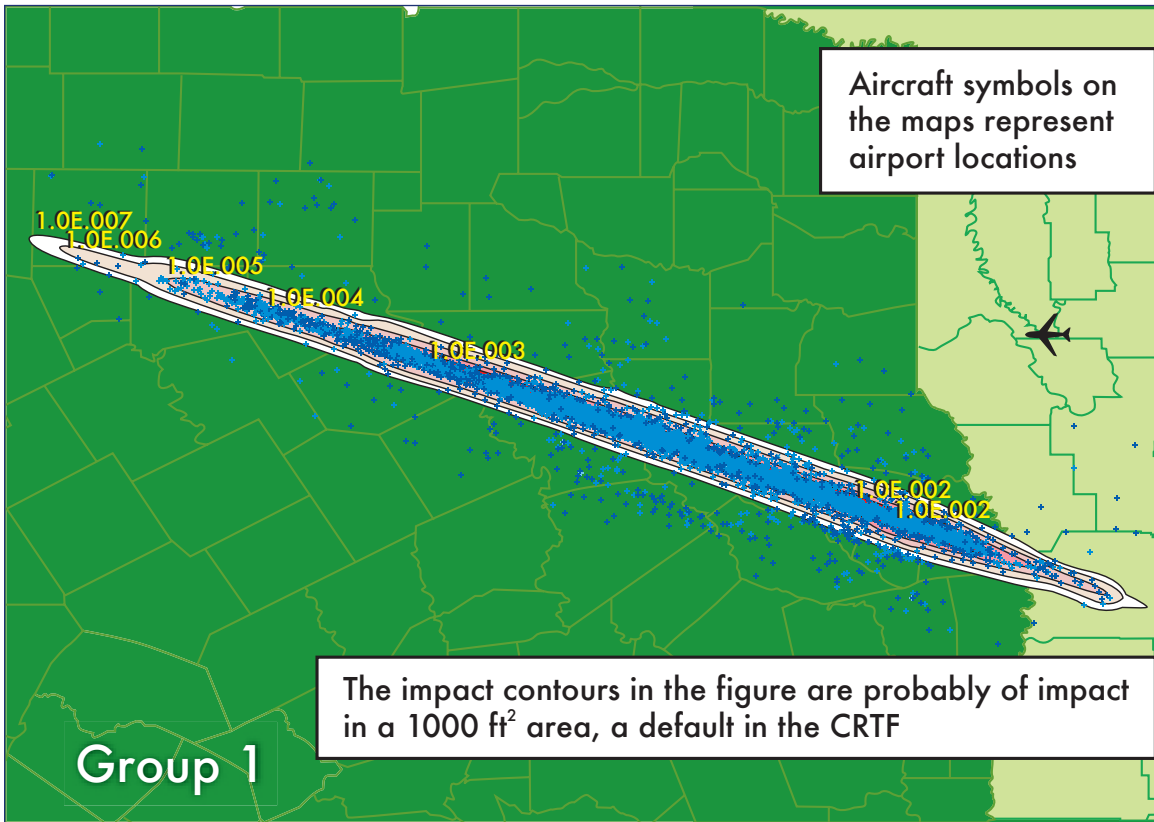 Aircraft symbols on
the maps represent
airport locations
1.0E.007
1.0E.006
1.0E.005
1.0E.004
1.0E.003
1.0E.002
1.0E.002
The impact contours in the figure are probably of impact
in a 1000 ft² area, a default in the CRTF
Group 1